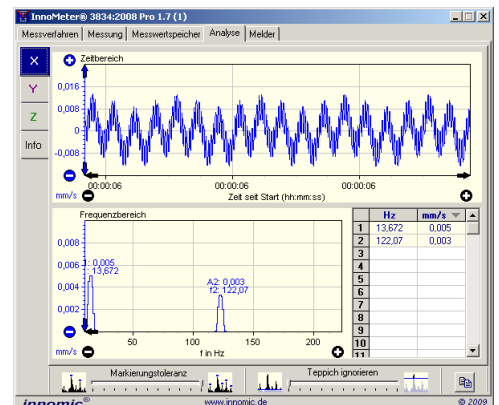 InnoMeter® 3834:2008 Pro 1.7 (1)
Messverfahren Messung Messwertspeicher Analyse Melder
X
Y
Z
Info
Zeitbereich
0,016
0,008
0
-0,008
mm/s
00:00:06 00:00:06 00:00:06
Zeit seit Start (hh:mm:ss)
Frequenzbereich
0,008
0,006
0,004
0,002
mm/s
: 0,005
: 13,672
A2: 0,003
f2: 122,07
50 100 150 200
f in Hz
Hz mm/s
1 13,672 0,005
2 122,07 0,003
3
4
5
6
7
8
9
10
11
Markierungstoleranz
Teppich ignorieren
innomic® www.innomic.de © 2009